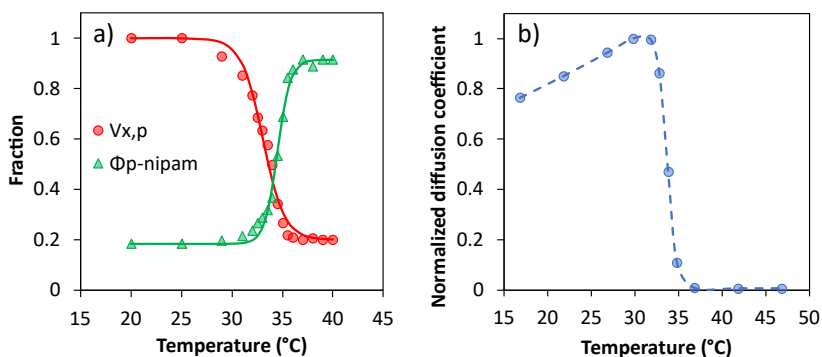 a)
1
0.8
0.6
0.4
0.2
0
Fraction
Vx,p
Φp-nipam
15 20 25 30 35 40 45
Temperature (°C)
b)
1
0.8
0.6
0.4
0.2
0
Normalized diffusion coefficient
15 20 25 30 35 40 45 50
Temperature (°C)